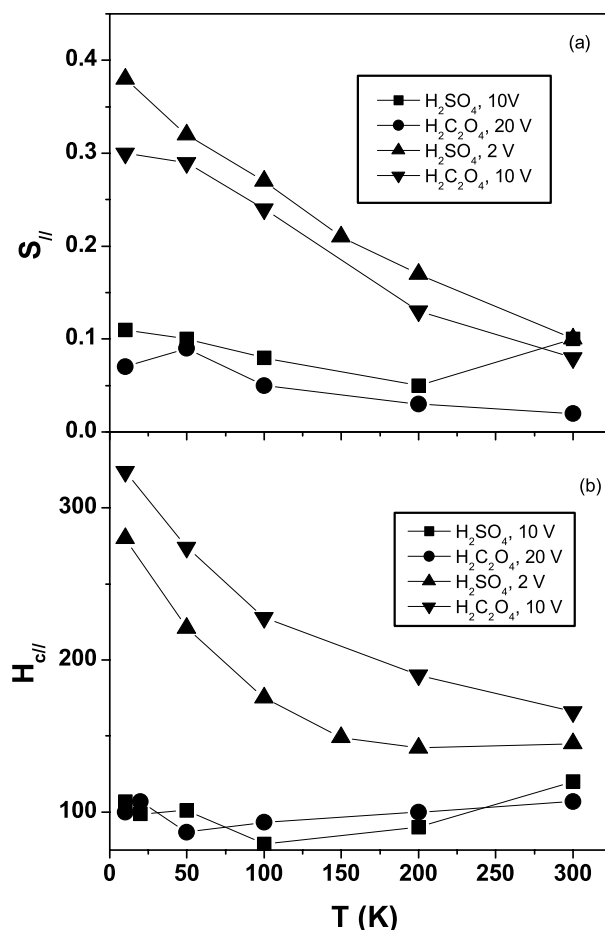 (a)
H₂SO₄, 10V
H₂C₂O₄, 20 V
H₂SO₄, 2 V
H₂C₂O₄, 10 V
S//
0.4
0.3
0.2
0.1
0.0
(b)
H₂SO₄, 10 V
H₂C₂O₄, 20 V
H₂SO₄, 2 V
H₂C₂O₄, 10 V
Hc//
300
200
100
0 50 100 150 200 250 300
T (K)